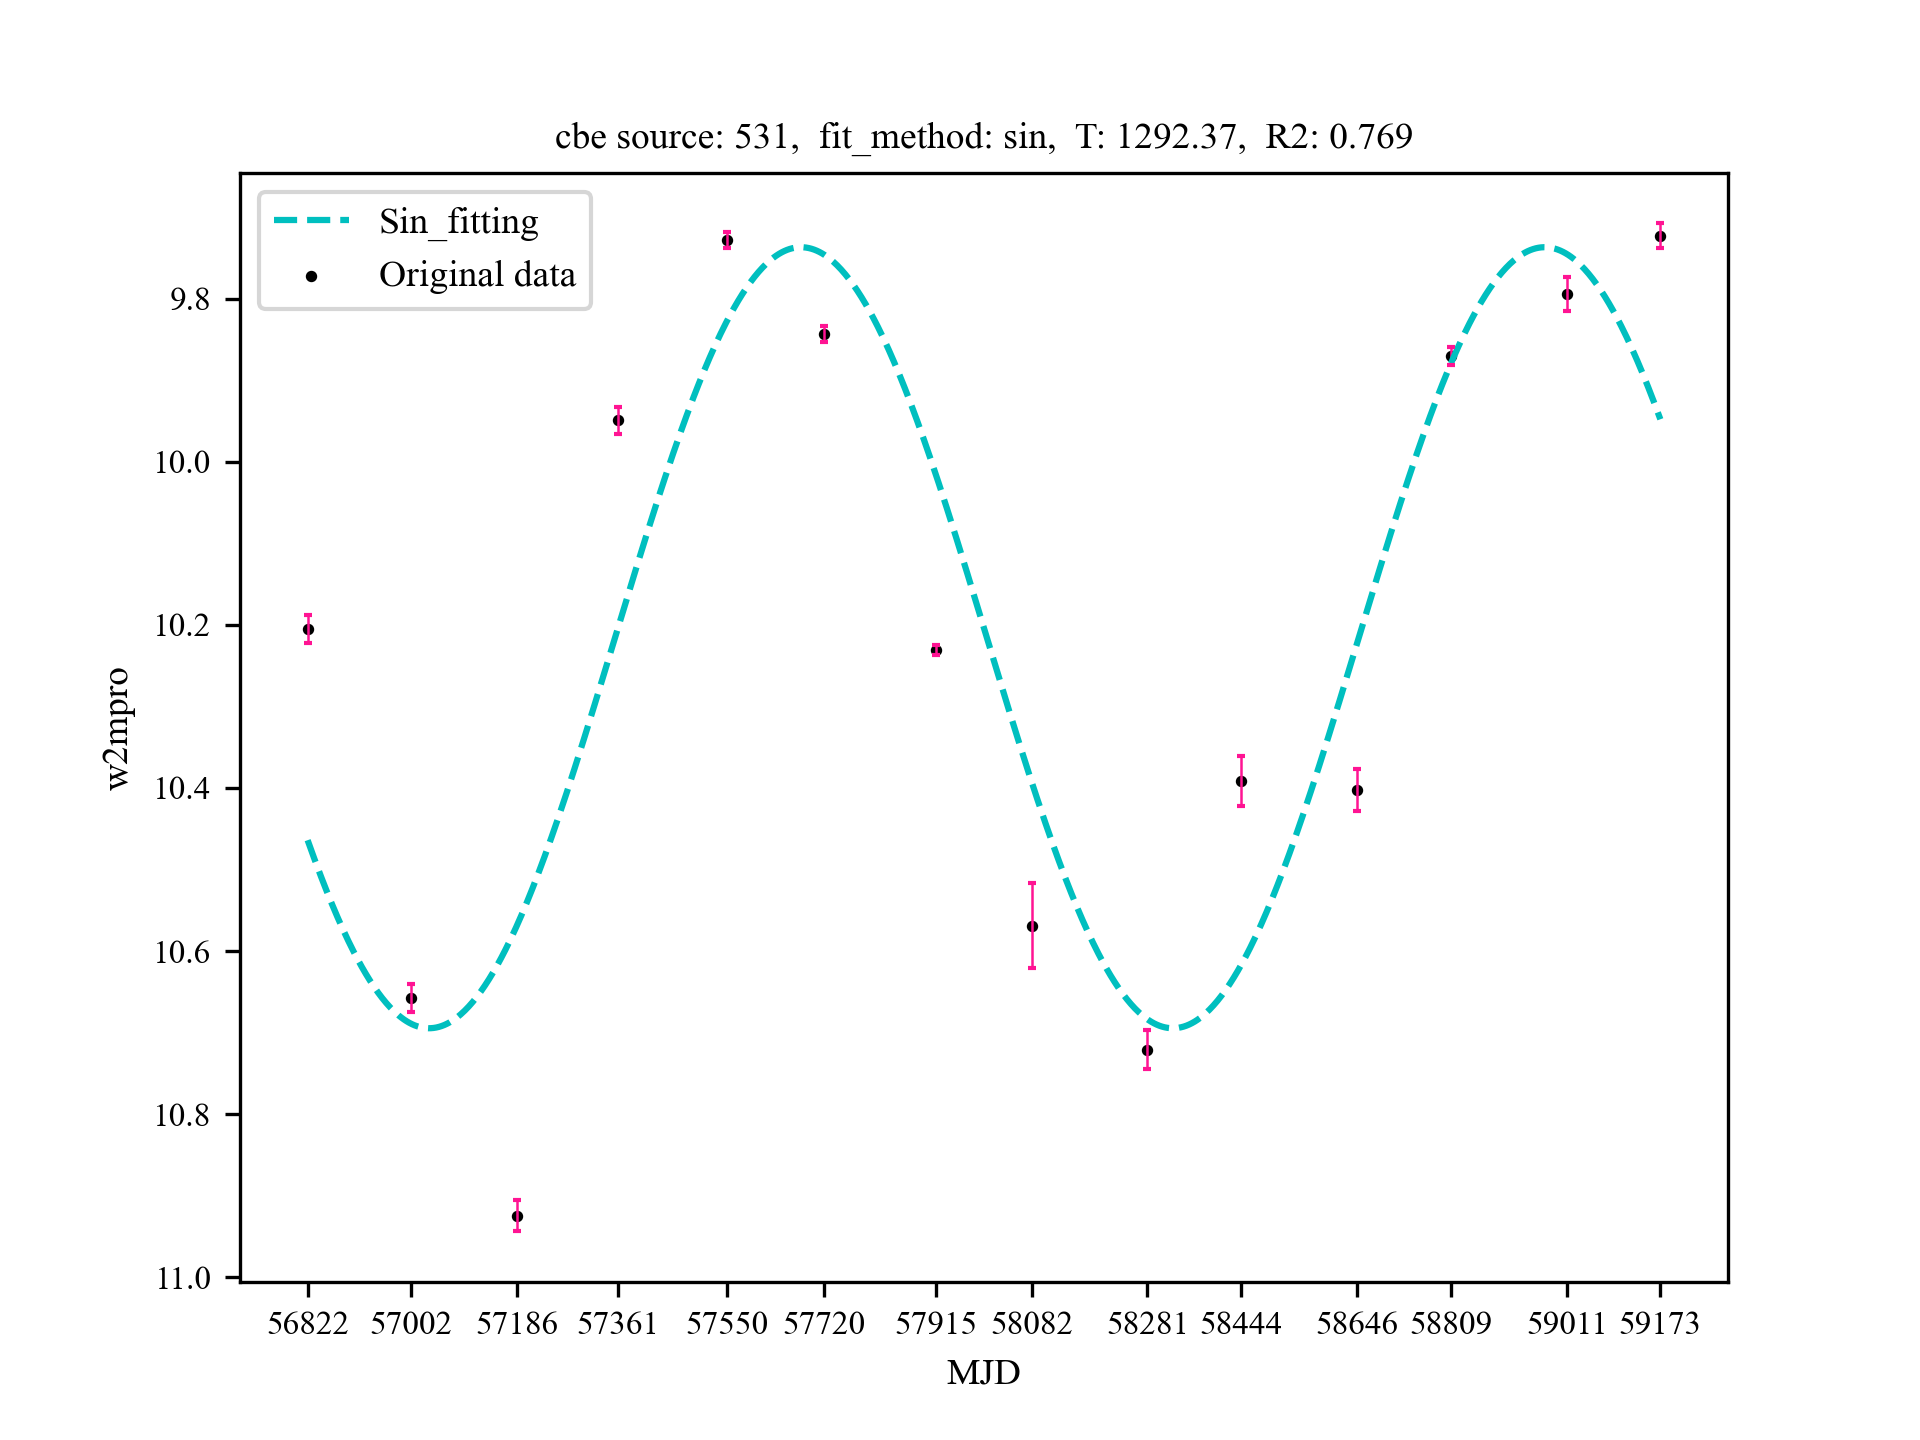 cbe source: 531,  fit_method: sin,  T: 1292.37,  R2: 0.769
Sin_fitting
Original data
9.8
10.0
10.2
10.4
10.6
10.8
11.0
w2mpro
56822 57002 57186 57361 57550 57720 57915 58082 58281 58444 58646 58809 59011 59173
MJD